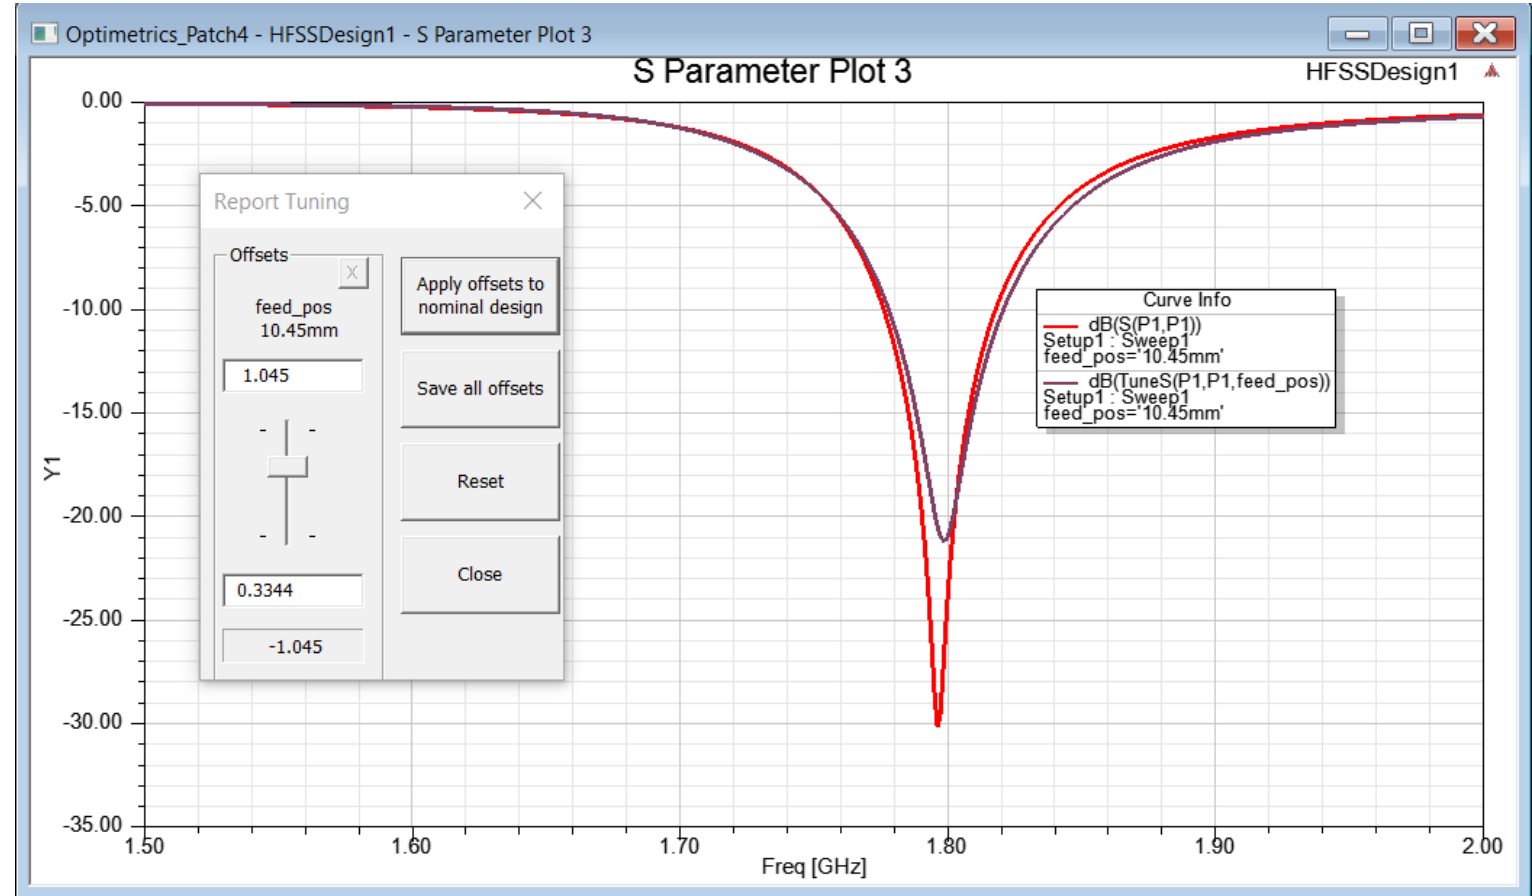 Optimetrics_Patch4 - HFSSDesign1 - S Parameter Plot 3
S Parameter Plot 3
HFSSDesign1
0.00
-5.00
-10.00
-15.00
-20.00
-25.00
-30.00
-35.00
Y1
1.50
1.60
1.70
1.80
1.90
2.00
Freq [GHz]
Report Tuning
Offsets
X
feed_pos
10.45mm
1.045
0.3344
-1.045
Apply offsets to
nominal design
Save all offsets
Reset
Close
Curve Info
dB(S(P1,P1))
Setup1 : Sweep1
feed_pos='10.45mm'
dB(TuneS(P1,P1,feed_pos))
Setup1 : Sweep1
feed_pos='10.45mm'